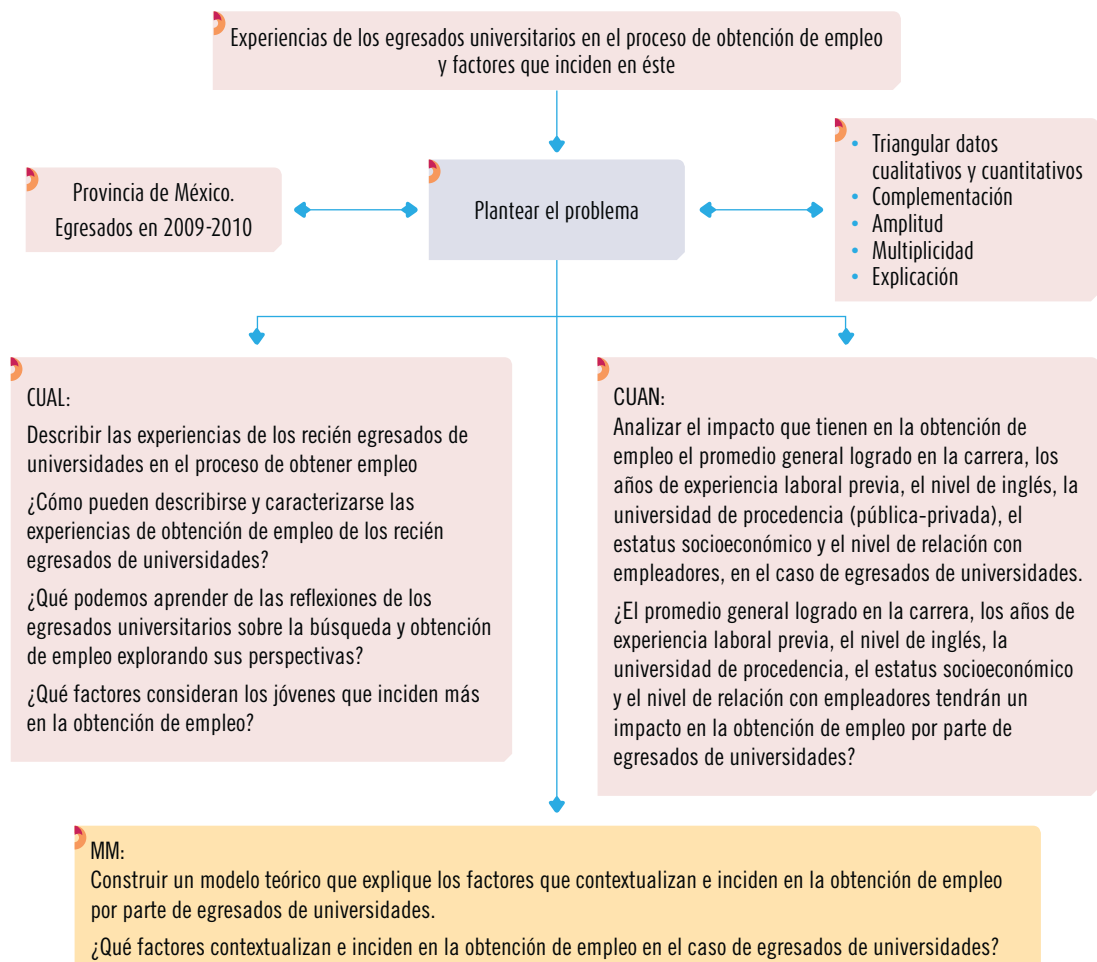 Experiencias de los egresados universitarios en el proceso de obtención de empleo
y factores que inciden en éste
Provincia de México.
Egresados en 2009-2010
Plantear el problema
• Triangular datos
cualitativos y cuantitativos
• Complementación
• Amplitud
• Multiplicidad
• Explicación
CUAL:
Describir las experiencias de los recién egresados de
universidades en el proceso de obtener empleo
¿Cómo pueden describirse y caracterizarse las
experiencias de obtención de empleo de los recién
egresados de universidades?
¿Qué podemos aprender de las reflexiones de los
egresados universitarios sobre la búsqueda y obtención
de empleo explorando sus perspectivas?
¿Qué factores consideran los jóvenes que inciden más
en la obtención de empleo?
CUAN:
Analizar el impacto que tienen en la obtención de
empleo el promedio general logrado en la carrera, los
años de experiencia laboral previa, el nivel de inglés, la
universidad de procedencia (pública-privada), el
estatus socioeconómico y el nivel de relación con
empleadores, en el caso de egresados de universidades.
¿El promedio general logrado en la carrera, los años de
experiencia laboral previa, el nivel de inglés, la
universidad de procedencia, el estatus socioeconómico
y el nivel de relación con empleadores tendrán un
impacto en la obtención de empleo por parte de
egresados de universidades?
MM:
Construir un modelo teórico que explique los factores que contextualizan e inciden en la obtención de empleo
por parte de egresados de universidades.
¿Qué factores contextualizan e inciden en la obtención de empleo en el caso de egresados de universidades?